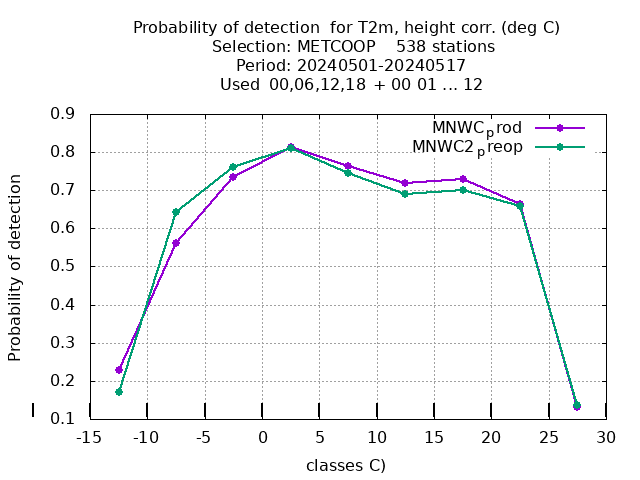 Probability of detection  for T2m, height corr. (deg C)
Selection: METCOOP    538 stations
Period: 20240501-20240517
Used  00,06,12,18  + 00 01 ... 12
MNWCprod
MNWC2preop
0.9
0.8
0.7
0.6
0.5
0.4
0.3
0.2
0.1
Probability of detection
-15 -10 -5 0 5 10 15 20 25 30
classes C)